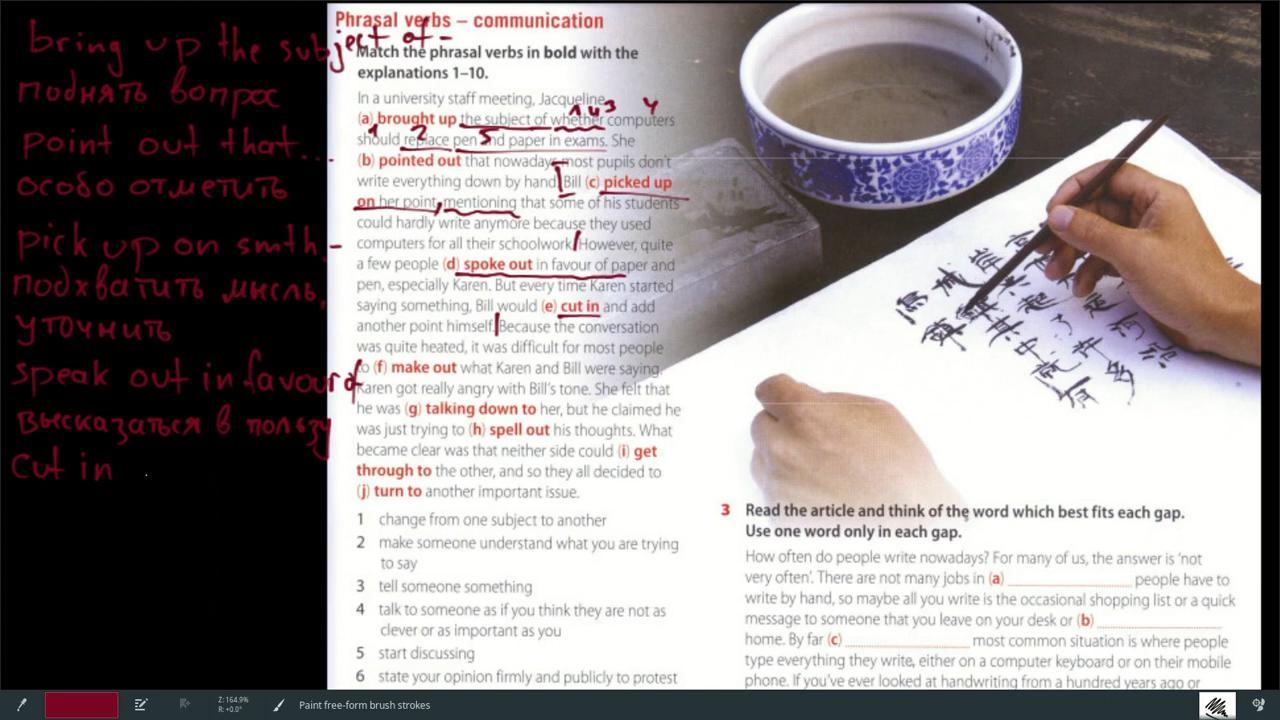 bring up the subject of -
поднять вопрос
point out that...
особо отметить
pick up on smth. -
подхватить мысль,
уточнить
speak out in favour of
высказаться в пользу
cut in
Phrasal verbs – communication
Match the phrasal verbs in bold with the
explanations 1–10.
In a university staff meeting, Jacqueline
(a) brought up the subject of whether computers
should replace pen and paper in exams. She
(b) pointed out that nowadays most pupils don't
write everything down by hand. Bill (c) picked up
on her point, mentioning that some of his students
could hardly write anymore because they used
computers for all their schoolwork. However, quite
a few people (d) spoke out in favour of paper and
pen, especially Karen. But every time Karen started
saying something, Bill would (e) cut in and add
another point himself. Because the conversation
was quite heated, it was difficult for most people
to (f) make out what Karen and Bill were saying.
Karen got really angry with Bill's tone. She felt that
he was (g) talking down to her, but he claimed he
was just trying to (h) spell out his thoughts. What
became clear was that neither side could (i) get
through to the other, and so they all decided to
(j) turn to another important issue.
1 change from one subject to another
2 make someone understand what you are trying
to say
3 tell someone something
4 talk to someone as if you think they are not as
clever or as important as you
5 start discussing
6 state your opinion firmly and publicly to protest
3 Read the article and think of the word which best fits each gap.
Use one word only in each gap.
How often do people write nowadays? For many of us, the answer is 'not
very often'. There are not many jobs in (a) people have to
write by hand, so maybe all you write is the occasional shopping list or a quick
message to someone that you leave on your desk or (b)
home. By far (c) most common situation is where people
type everything they write, either on a computer keyboard or on their mobile
phone. If you've ever looked at handwriting from a hundred years ago or
Z: 164.9%
R: +0.0°
Paint free-form brush strokes